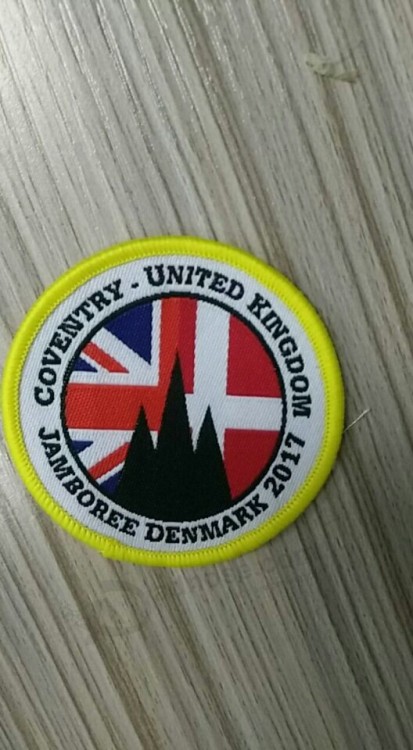 COVENTRY - UNITED KINGDOM
JAMBOREE DENMARK 2017